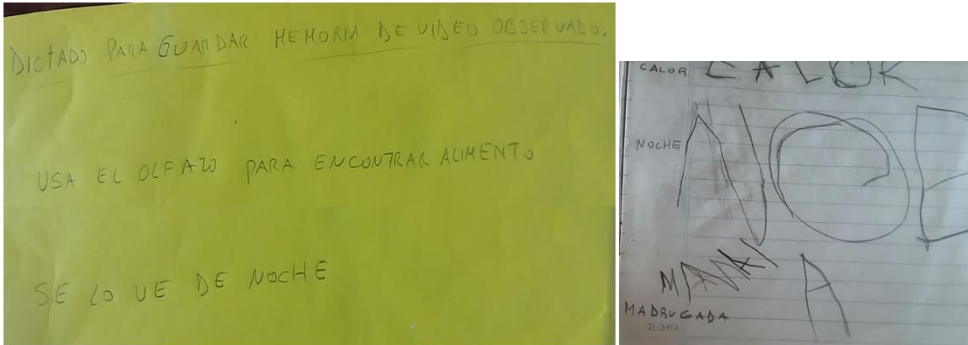 DICTADO PARA GUARDAR MEMORIA DE VIDEO OBSERVADO.
USA EL OLFATO PARA ENCONTRAR ALIMENTO
SE LO VE DE NOCHE
CALOR CALOR
NOCHE
MADRUGADA